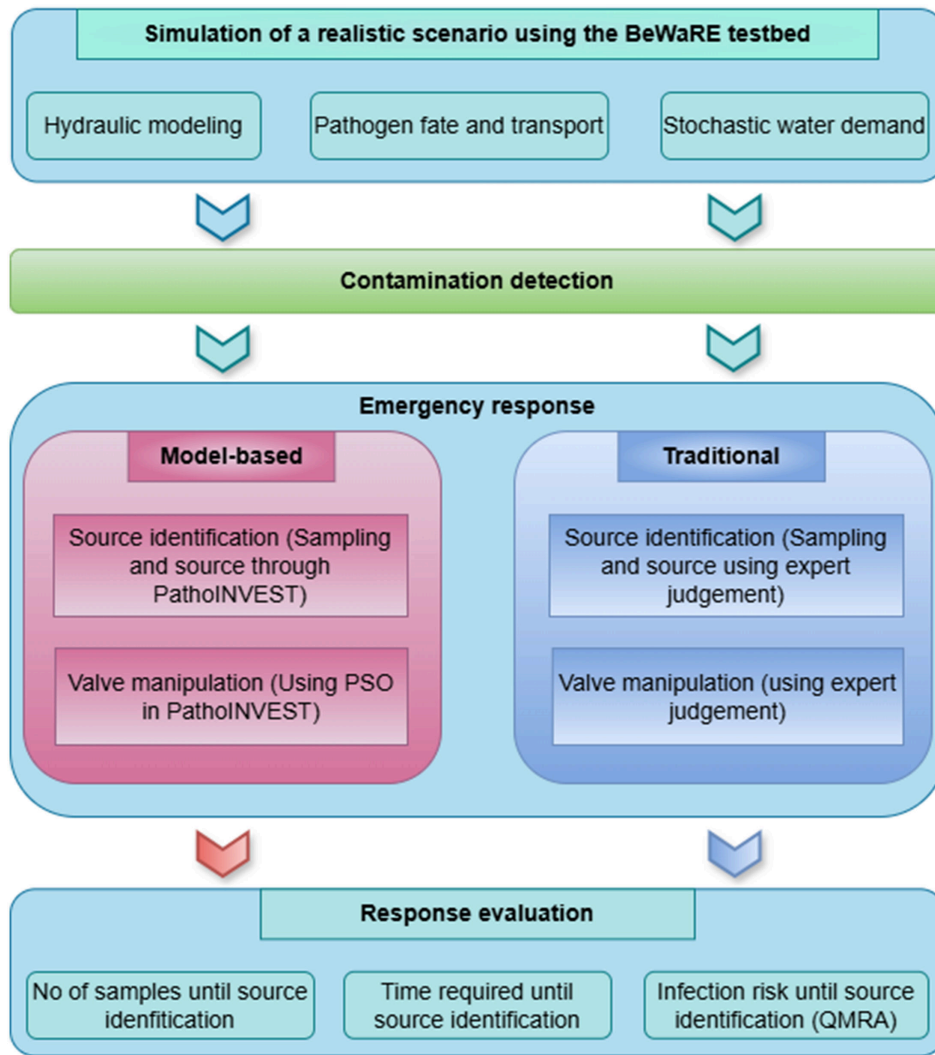 Simulation of a realistic scenario using the BeWaRE testbed
Hydraulic modeling
Pathogen fate and transport
Stochastic water demand
Contamination detection
Emergency response
Model-based
Source identification (Sampling
and source through
PathoINVEST)
Valve manipulation (Using PSO
in PathoINVEST)
Traditional
Source identification (Sampling
and source using expert
judgement)
Valve manipulation (using expert
judgement)
Response evaluation
No of samples until source
idenfitication
Time required until
source identification
Infection risk until source
identification (QMRA)